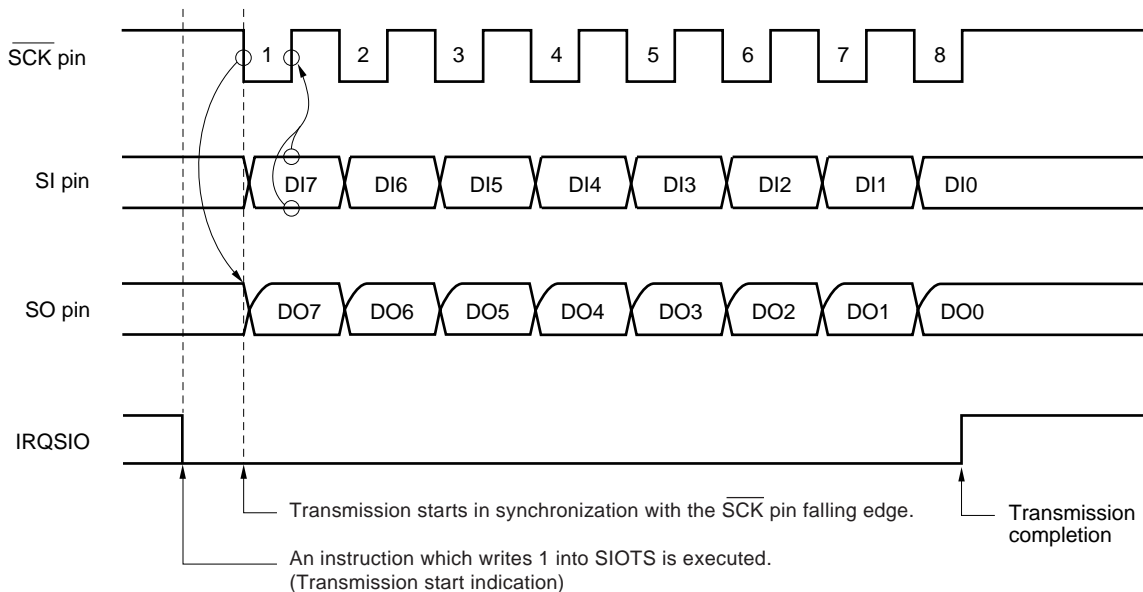 SCK pin
1 2 3 4 5 6 7 8
SI pin
DI7 DI6 DI5 DI4 DI3 DI2 DI1 DI0
SO pin
DO7 DO6 DO5 DO4 DO3 DO2 DO1 DO0
IRQSIO
Transmission starts in synchronization with the SCK pin falling edge.
Transmission
completion
An instruction which writes 1 into SIOTS is executed.
(Transmission start indication)